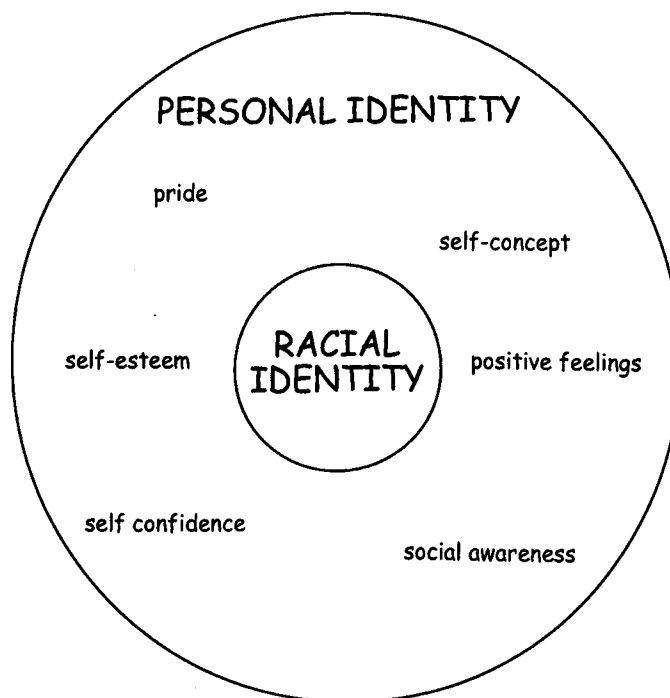 PERSONAL IDENTITY
pride
self-concept
self-esteem
RACIAL
IDENTITY
positive feelings
self confidence
social awareness